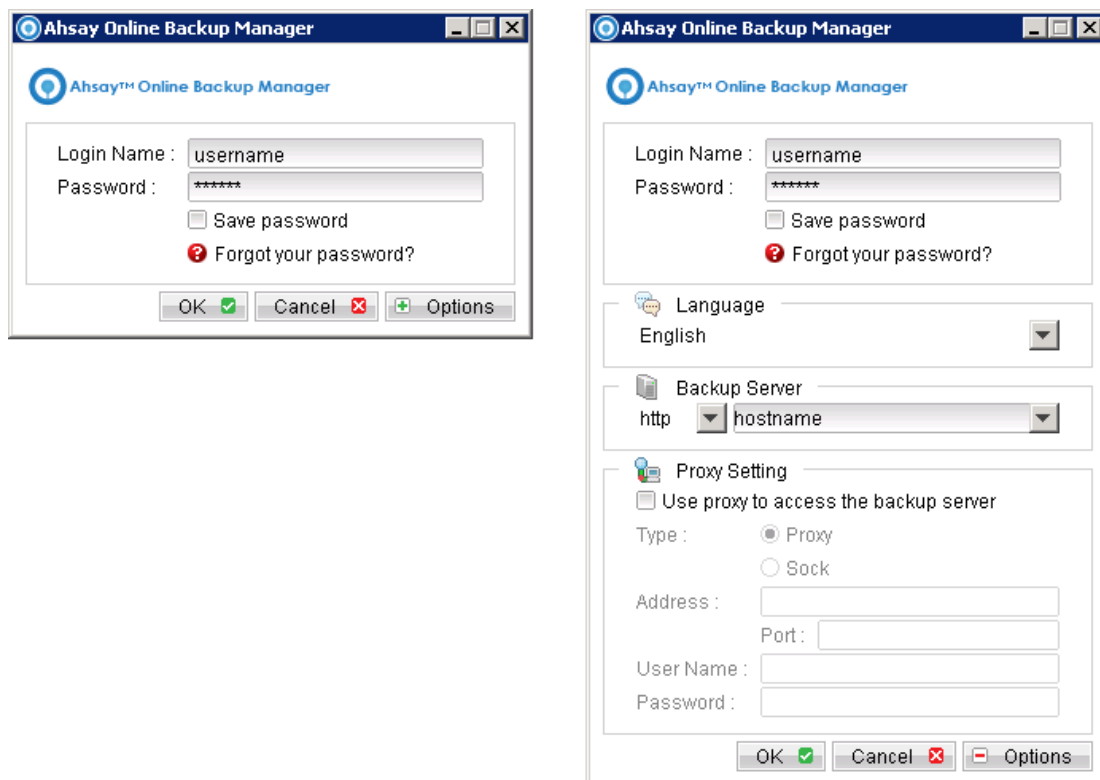 Ahsay Online Backup Manager
Ahsay™ Online Backup Manager
Login Name : username
Password : ******
Save password
Forgot your password?
OK Cancel Options
Ahsay Online Backup Manager
Ahsay™ Online Backup Manager
Login Name : username
Password : ******
Save password
Forgot your password?
Language
English
Backup Server
http hostname
Proxy Setting
Use proxy to access the backup server
Type : Proxy
Sock
Address :
Port :
User Name :
Password :
OK Cancel Options